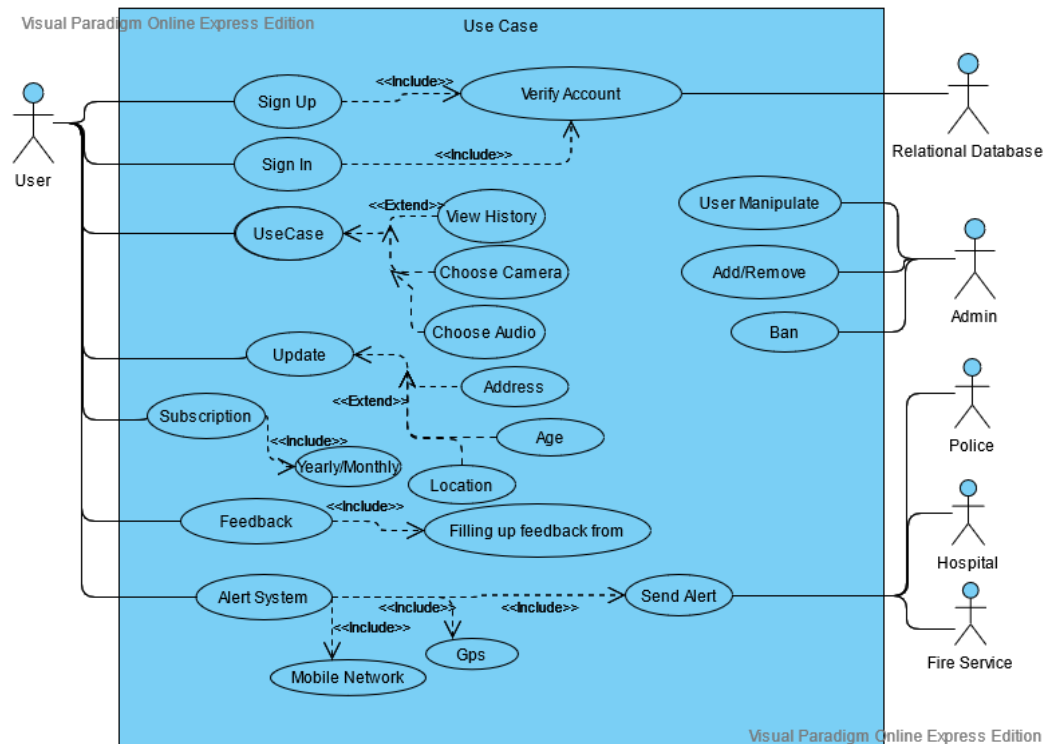 Visual Paradigm Online Express Edition
Use Case
User
Sign Up
<<Include>>
Verify Account
Relational Database
Sign In
<<Include>>
UseCase
<<Extend>>
View History
Choose Camera
Choose Audio
User Manipulate
Add/Remove
Ban
Admin
Update
<<Extend>>
Address
Age
Location
Subscription
<<Include>>
Yearly/Monthly
Feedback
<<Include>>
Filling up feedback from
Alert System
<<Include>>
<<Include>>
<<Include>>
Send Alert
Gps
Mobile Network
Police
Hospital
Fire Service
Visual Paradigm Online Express Edition